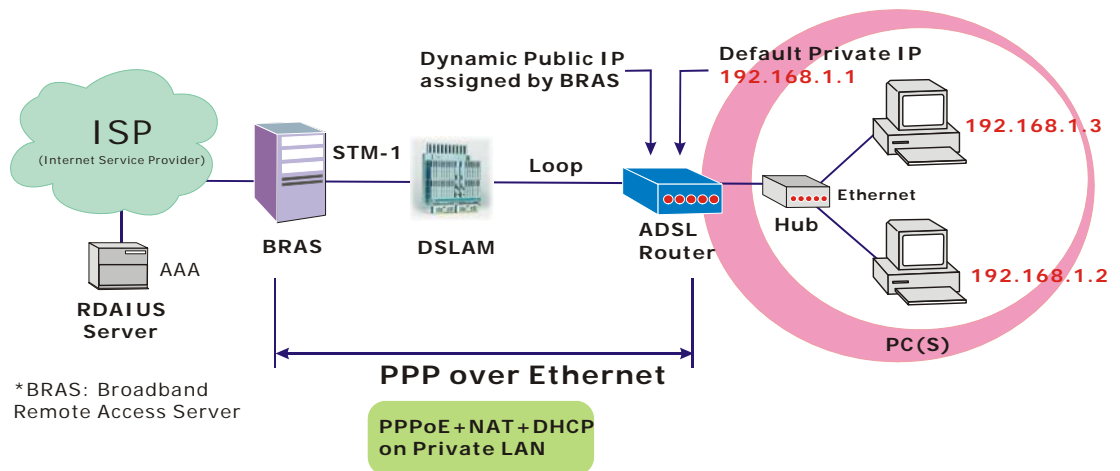 Dynamic Public IP
assigned by BRAS
Default Private IP
192.168.1.1
ISP
(Internet Service Provider)
STM-1
Loop
192.168.1.3
Ethernet
BRAS
DSLAM
ADSL
Router
Hub
AAA
RDAIUS
Server
192.168.1.2
PC(S)
PPP over Ethernet
*BRAS: Broadband
Remote Access Server
PPPoE+NAT+DHCP
on Private LAN